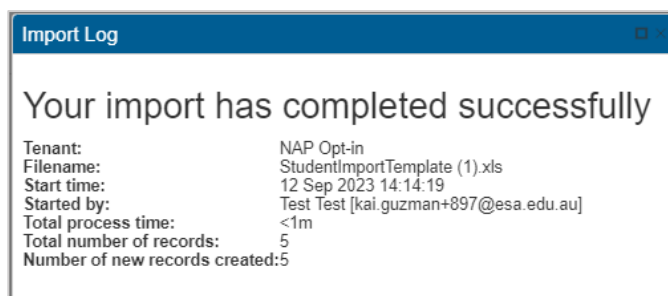 Import Log
Your import has completed successfully
Tenant: NAP Opt-in
Filename: StudentImportTemplate (1).xls
Start time: 12 Sep 2023 14:14:19
Started by: Test Test [kai.guzman+897@esa.edu.au]
Total process time: <1m
Total number of records: 5
Number of new records created:5